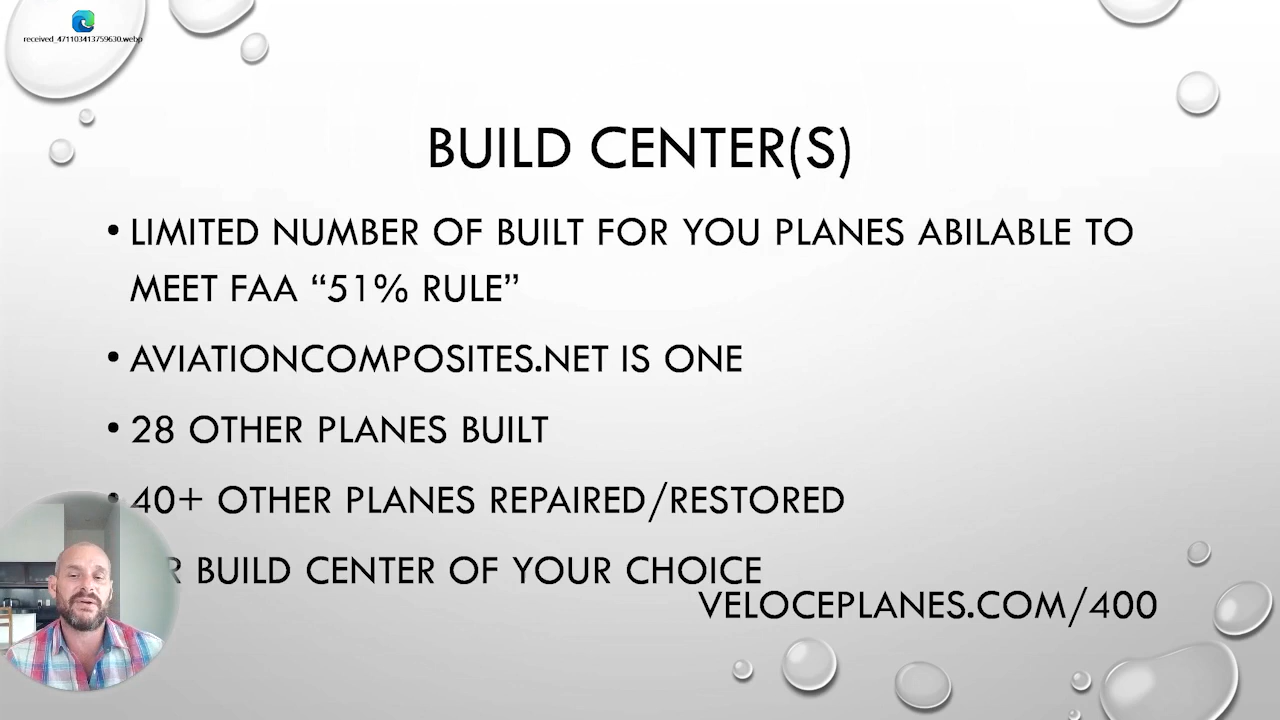 received_471103413759630.webp
BUILD CENTER(S)
• LIMITED NUMBER OF BUILT FOR YOU PLANES ABILABLE TO
MEET FAA “51% RULE”
• AVIATIONCOMPOSITES.NET IS ONE
• 28 OTHER PLANES BUILT
• 40+ OTHER PLANES REPAIRED/RESTORED
R BUILD CENTER OF YOUR CHOICE
VELOCEPLANES.COM/400